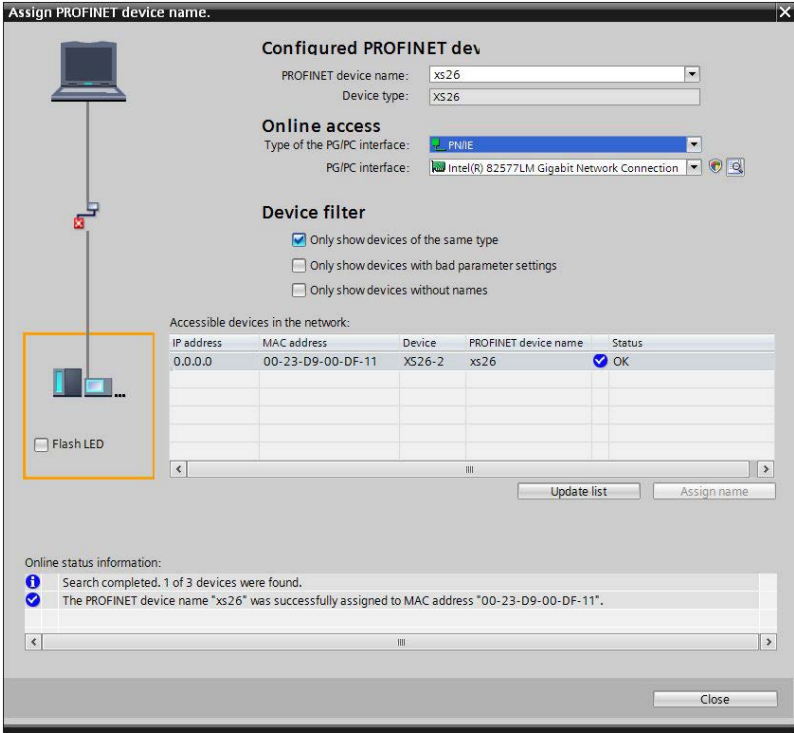 Assign PROFINET device name.
Configured PROFINET dev
PROFINET device name: xs26
Device type: XS26
Online access
Type of the PG/PC interface: PN/IE
PG/PC interface: Intel(R) 82577LM Gigabit Network Connection
Device filter
Only show devices of the same type
Only show devices with bad parameter settings
Only show devices without names
Accessible devices in the network:
IP address MAC address Device PROFINET device name Status
0.0.0.0 00-23-D9-00-DF-11 XS26-2 xs26 OK
...
Flash LED
Update list Assign name
Online status information:
Search completed. 1 of 3 devices were found.
The PROFINET device name "xs26" was successfully assigned to MAC address "00-23-D9-00-DF-11".
Close